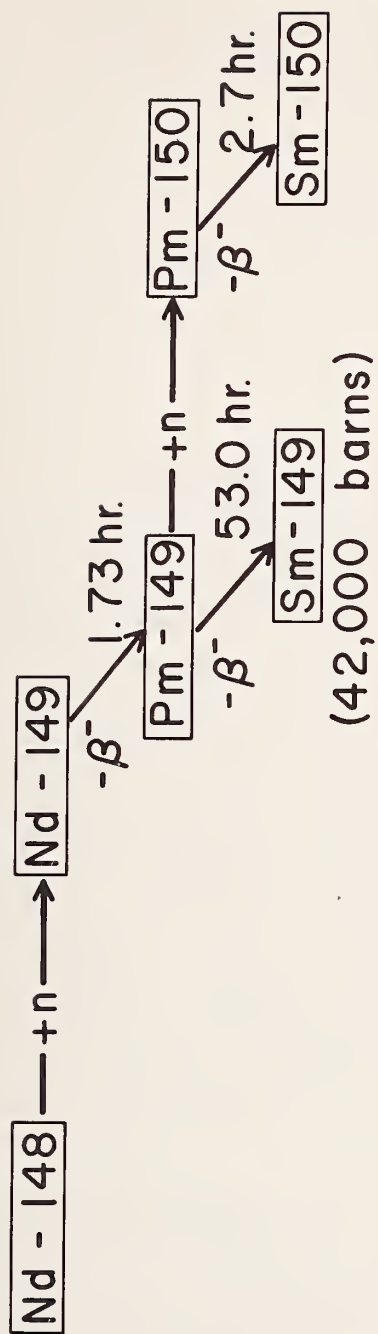 Nd - 148
+n
Nd - 149
-β⁻
1.73 hr.
Pm - 149
+n
Pm - 150
-β⁻
53.0 hr.
-β⁻
2.7 hr.
Sm - 149
Sm - 150
(42,000 barns)